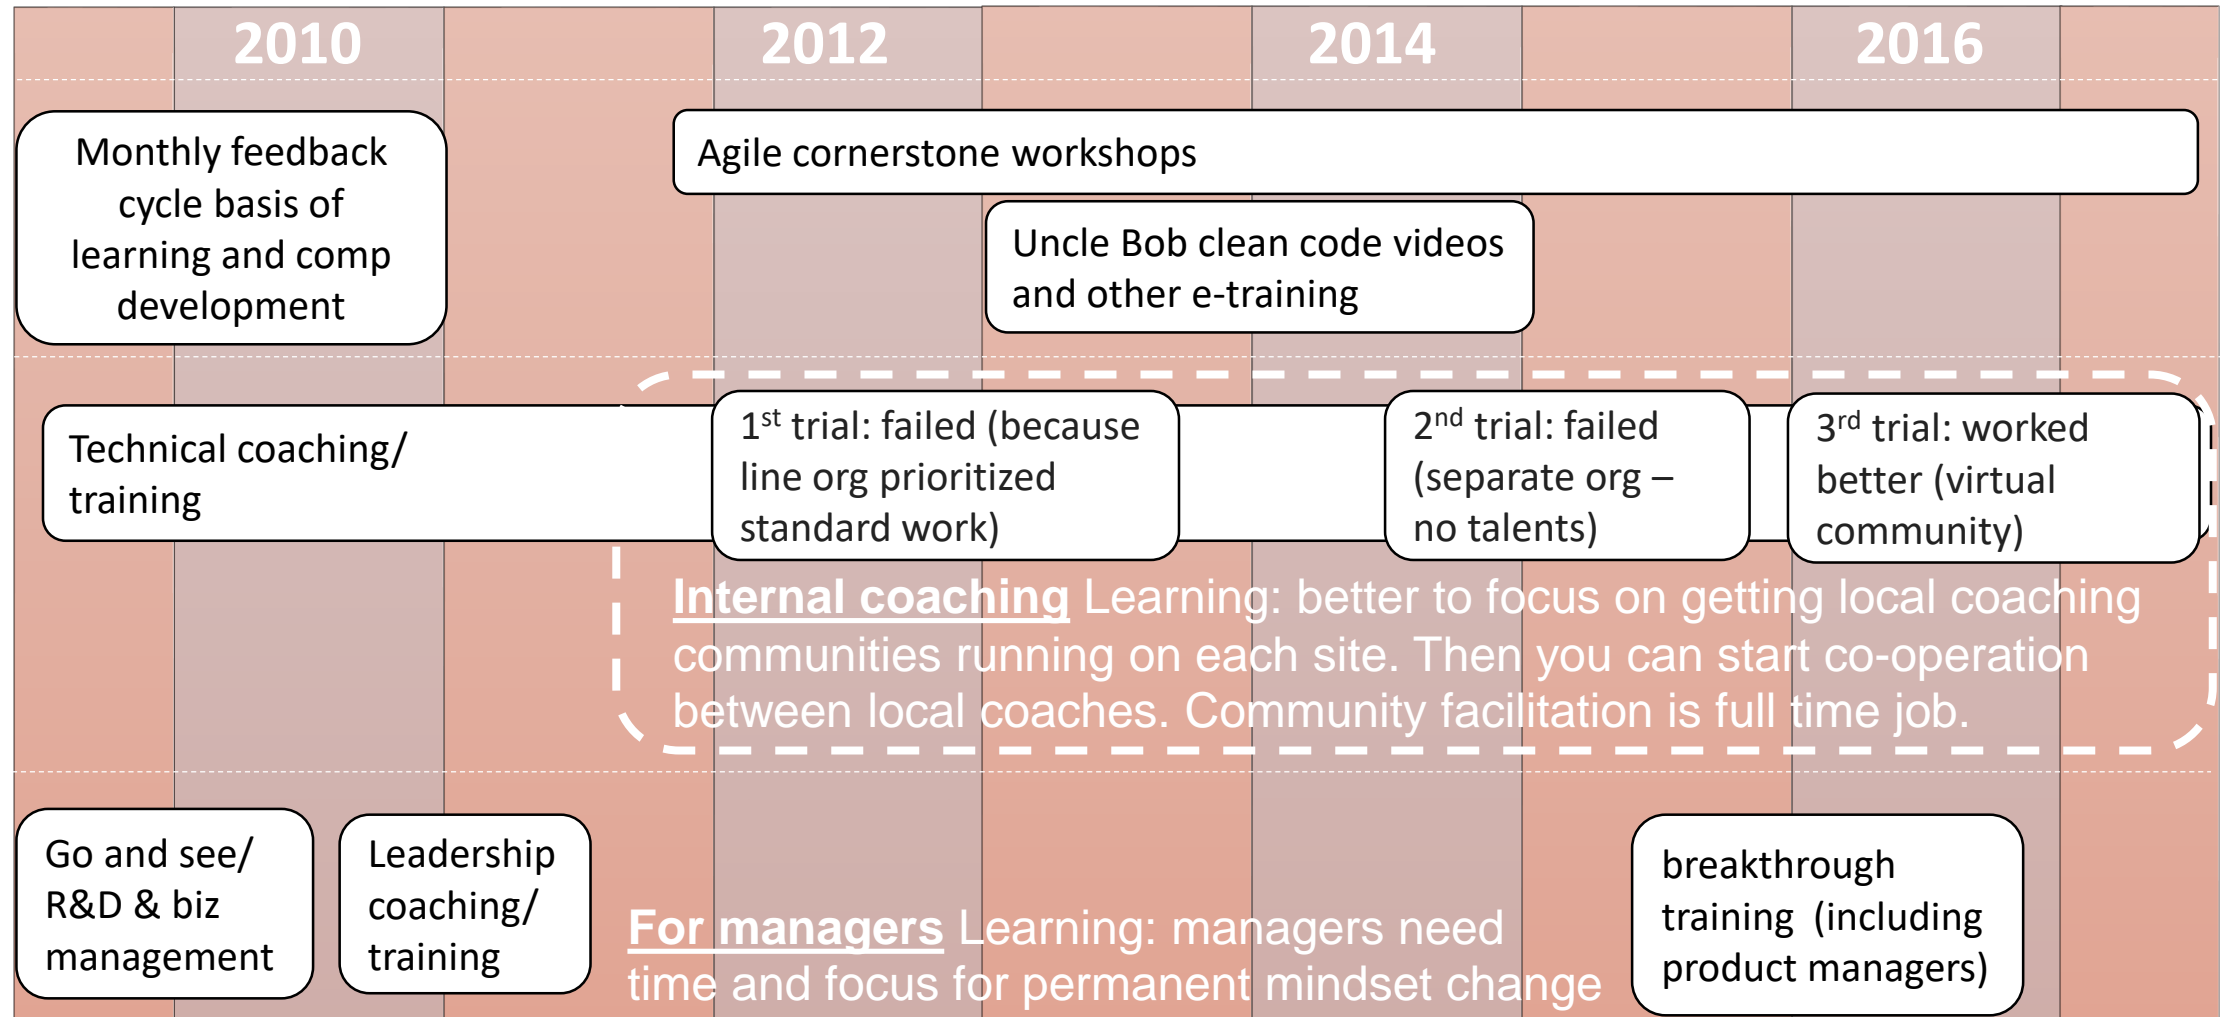 2010 2012 2014 2016
Monthly feedback
cycle basis of
learning and comp
development
Agile cornerstone workshops
Uncle Bob clean code videos
and other e-training
Technical coaching/
training
1st trial: failed (because
line org prioritized
standard work)
2nd trial: failed
(separate org –
no talents)
3rd trial: worked
better (virtual
community)
Internal coaching Learning: better to focus on getting local coaching
communities running on each site. Then you can start co-operation
between local coaches. Community facilitation is full time job.
Go and see/
R&D & biz
management
Leadership
coaching/
training
For managers Learning: managers need
time and focus for permanent mindset change
breakthrough
training (including
product managers)